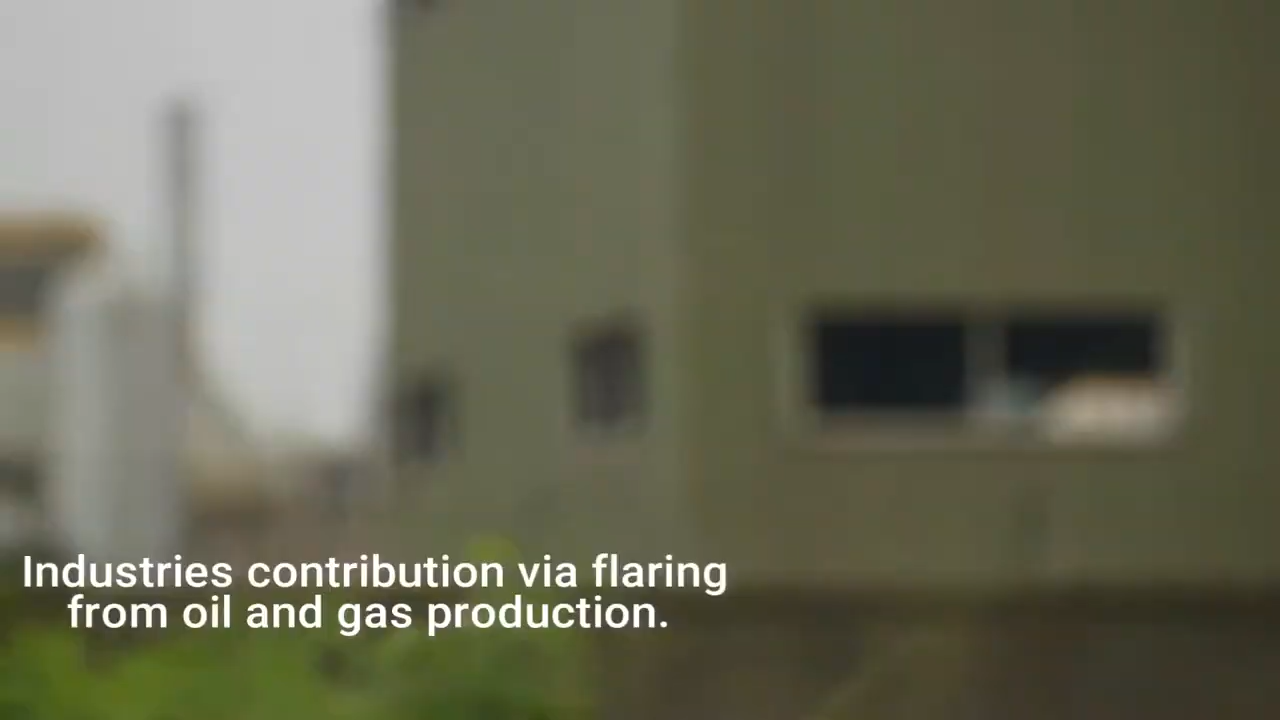 Industries contribution via flaring
from oil and gas production.